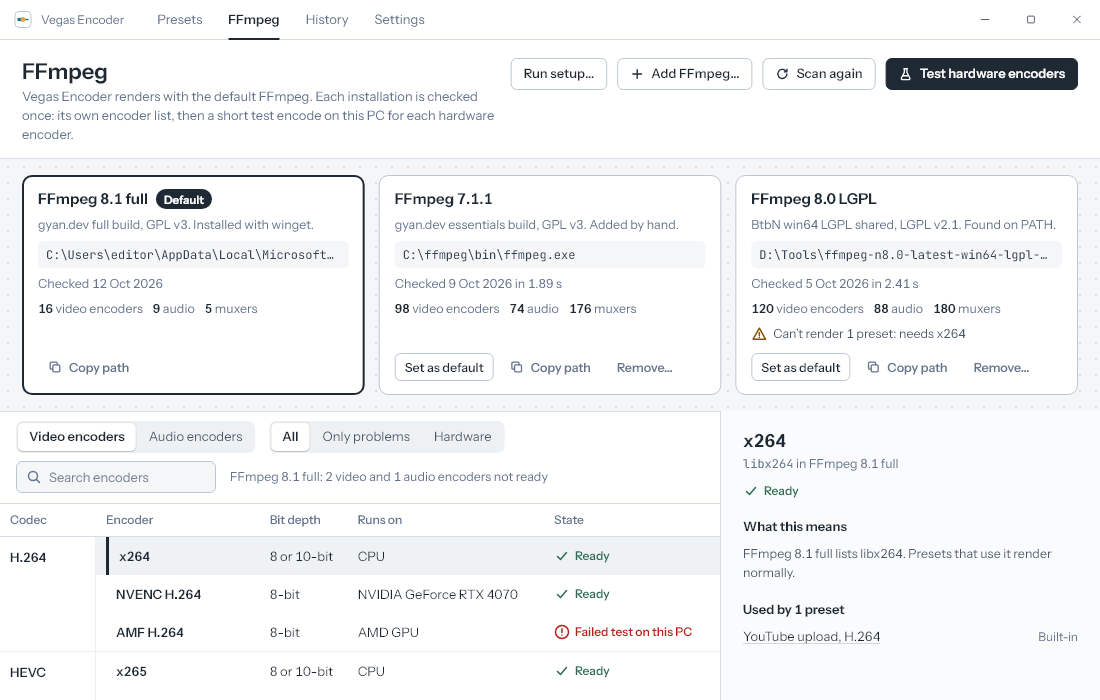 Vegas Encoder
Presets
FFmpeg
History
Settings
FFmpeg
Vegas Encoder renders with the default FFmpeg. Each installation is checked
once: its own encoder list, then a short test encode on this PC for each hardware
encoder.
Run setup...
Add FFmpeg...
Scan again
Test hardware encoders
FFmpeg 8.1 full
Default
gyan.dev full build, GPL v3. Installed with winget.
C:\Users\editor\AppData\Local\Microsoft…
Checked 12 Oct 2026
16 video encoders 9 audio 5 muxers
Copy path
FFmpeg 7.1.1
gyan.dev essentials build, GPL v3. Added by hand.
C:\ffmpeg\bin\ffmpeg.exe
Checked 9 Oct 2026 in 1.89 s
98 video encoders 74 audio 176 muxers
Set as default
Copy path
Remove...
FFmpeg 8.0 LGPL
BtbN win64 LGPL shared, LGPL v2.1. Found on PATH.
D:\Tools\ffmpeg-n8.0-latest-win64-lgpl-…
Checked 5 Oct 2026 in 2.41 s
120 video encoders 88 audio 180 muxers
Can't render 1 preset: needs x264
Set as default
Copy path
Remove...
Video encoders
Audio encoders
All
Only problems
Hardware
Search encoders
FFmpeg 8.1 full: 2 video and 1 audio encoders not ready
Codec Encoder Bit depth Runs on State
H.264 x264 8 or 10-bit CPU Ready
NVENC H.264 8-bit NVIDIA GeForce RTX 4070 Ready
AMF H.264 8-bit AMD GPU Failed test on this PC
HEVC x265 8 or 10-bit CPU Ready
x264
libx264 in FFmpeg 8.1 full
Ready
What this means
FFmpeg 8.1 full lists libx264. Presets that use it render
normally.
Used by 1 preset
YouTube upload, H.264
Built-in